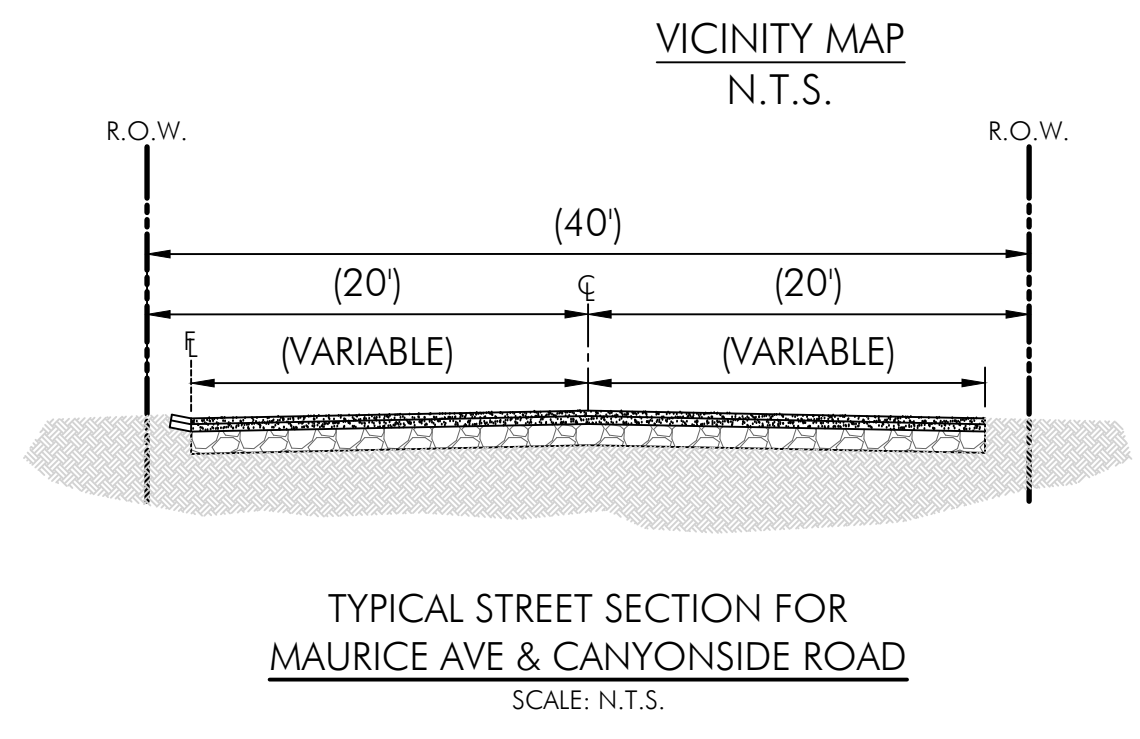 VICINITY MAP
N.T.S.
R.O.W. R.O.W.
(40')
(20') ℄ (20')
FL (VARIABLE) (VARIABLE)
TYPICAL STREET SECTION FOR
MAURICE AVE & CANYONSIDE ROAD
SCALE: N.T.S.